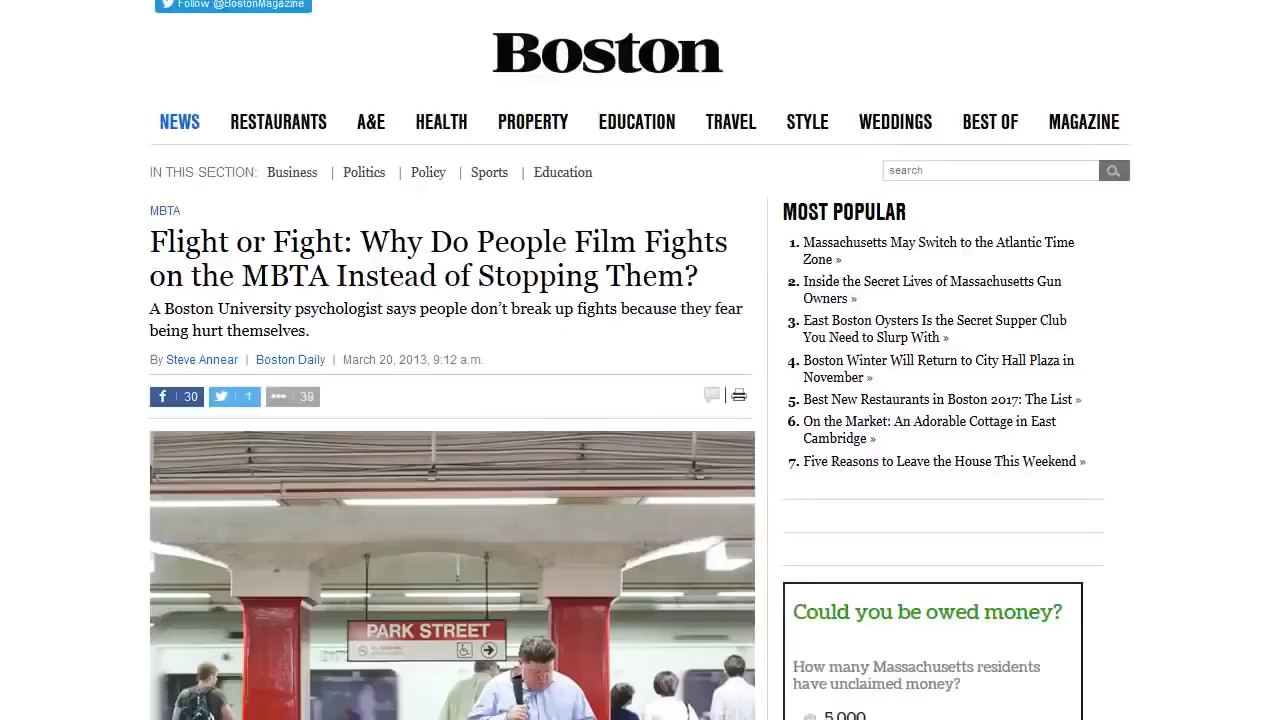 Follow @BostonMagazine
Boston
NEWS RESTAURANTS A&E HEALTH PROPERTY EDUCATION TRAVEL STYLE WEDDINGS BEST OF MAGAZINE
IN THIS SECTION: Business | Politics | Policy | Sports | Education
search
MBTA
Flight or Fight: Why Do People Film Fights
on the MBTA Instead of Stopping Them?
A Boston University psychologist says people don't break up fights because they fear
being hurt themselves.
By Steve Annear | Boston Daily | March 20, 2013, 9:12 a.m.
30 1 39
PARK STREET
MOST POPULAR
1. Massachusetts May Switch to the Atlantic Time
Zone »
2. Inside the Secret Lives of Massachusetts Gun
Owners »
3. East Boston Oysters Is the Secret Supper Club
You Need to Slurp With »
4. Boston Winter Will Return to City Hall Plaza in
November »
5. Best New Restaurants in Boston 2017: The List »
6. On the Market: An Adorable Cottage in East
Cambridge »
7. Five Reasons to Leave the House This Weekend »
Could you be owed money?
How many Massachusetts residents
have unclaimed money?
5,000